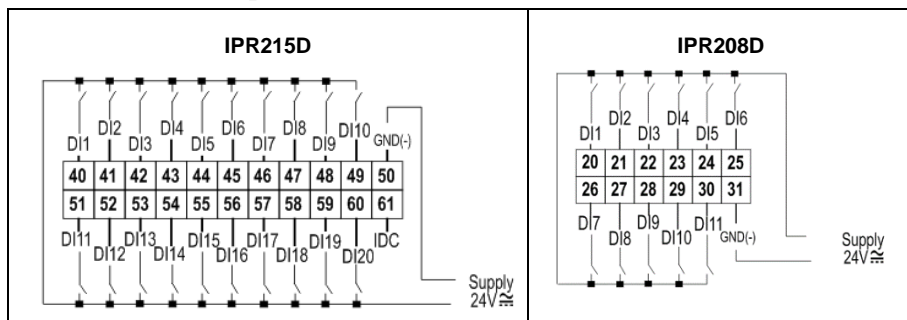 IPR215D
DI1 DI2 DI3 DI4 DI5 DI6 DI7 DI8 DI9 DI10 GND(-)
40 41 42 43 44 45 46 47 48 49 50
51 52 53 54 55 56 57 58 59 60 61
DI11 DI12 DI13 DI14 DI15 DI16 DI17 DI18 DI19 DI20 IDC
Supply
24V
IPR208D
DI1 DI2 DI3 DI4 DI5 DI6
20 21 22 23 24 25
26 27 28 29 30 31
DI7 DI8 DI9 DI10 DI11 GND(-)
Supply
24V